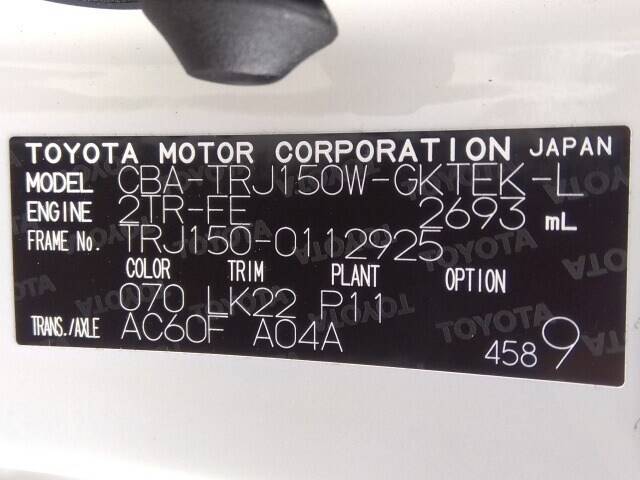 TOYOTA MOTOR CORPORATION JAPAN
MODEL CBA-TRJ150W-GKTEK-L
ENGINE 2TR-FE 2693 mL
FRAME No. TRJ150-0112925
COLOR TRIM PLANT OPTION
070 LK22 P11
TRANS./AXLE AC60F A04A
4589